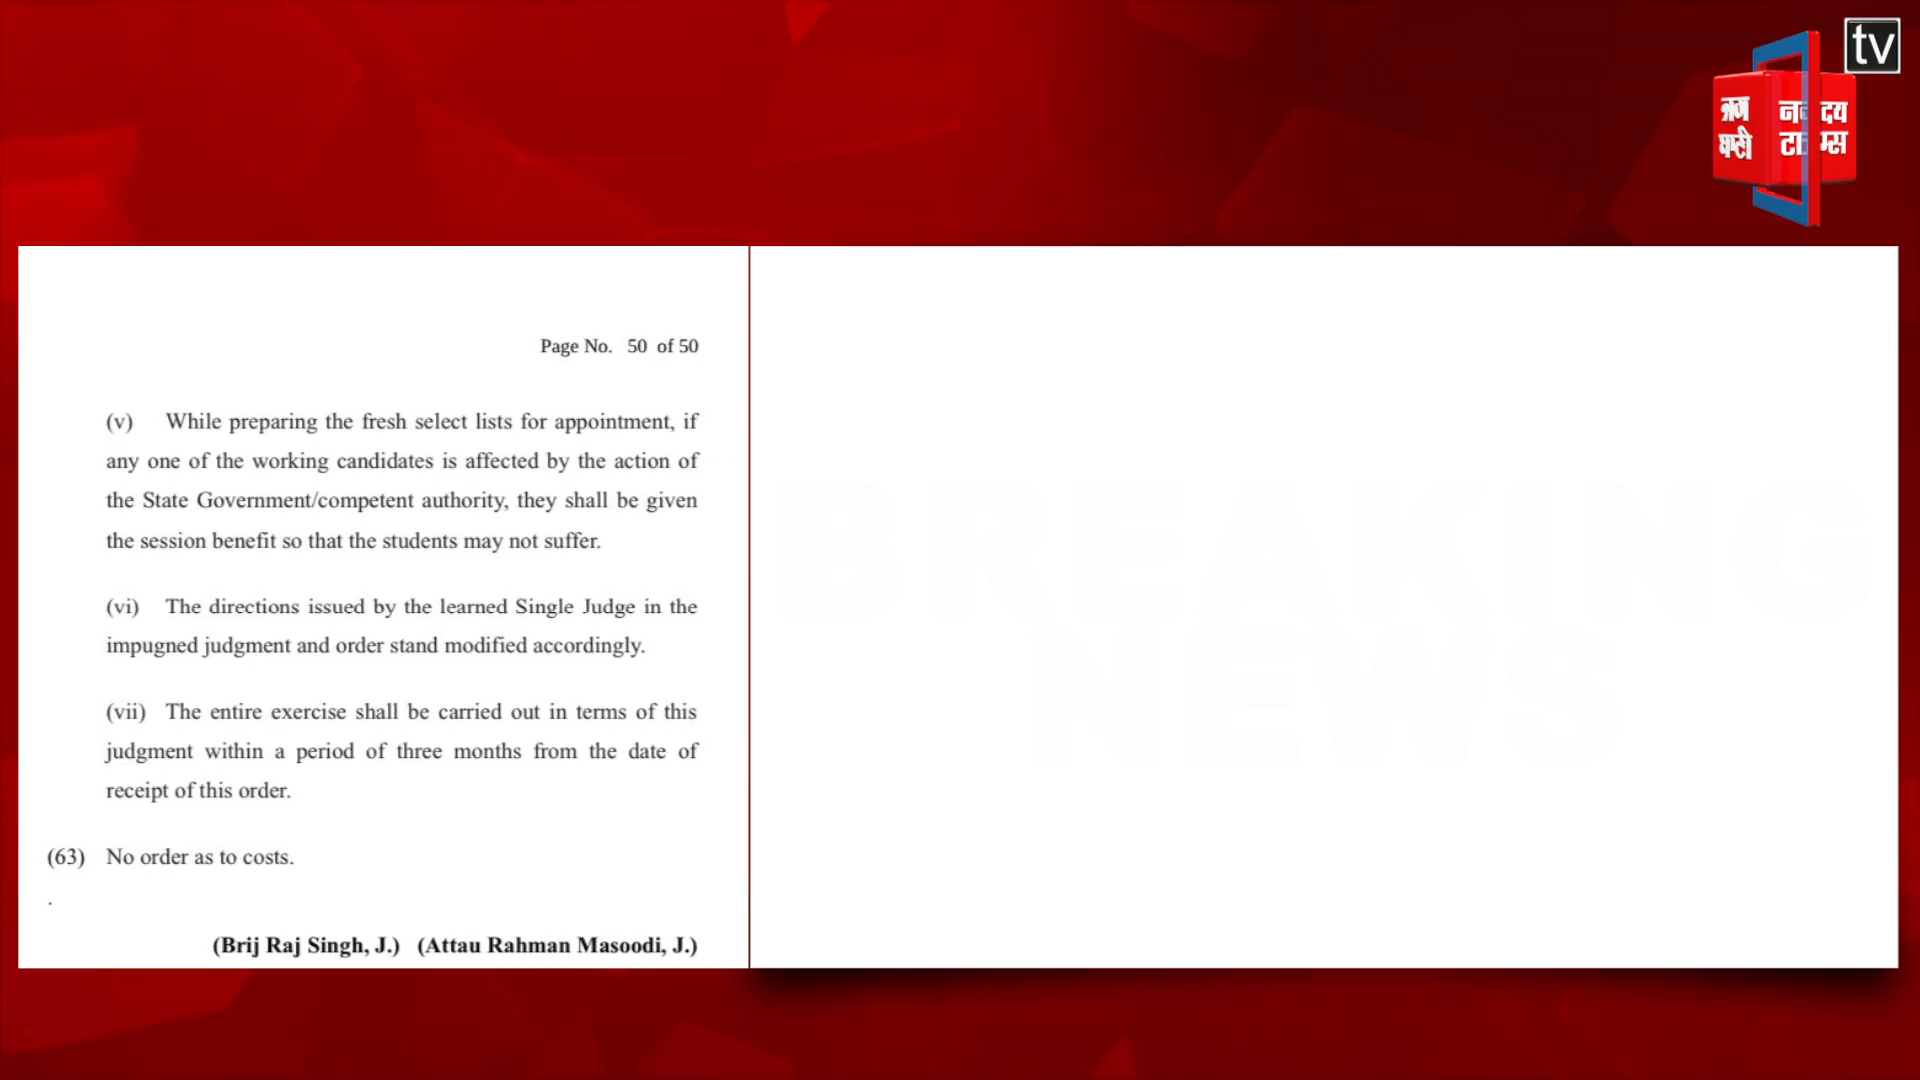 tv
नवोदय
टाइम्स
Page No. 50 of 50
(v) While preparing the fresh select lists for appointment, if
any one of the working candidates is affected by the action of
the State Government/competent authority, they shall be given
the session benefit so that the students may not suffer.
(vi) The directions issued by the learned Single Judge in the
impugned judgment and order stand modified accordingly.
(vii) The entire exercise shall be carried out in terms of this
judgment within a period of three months from the date of
receipt of this order.
(63) No order as to costs.
.
(Brij Raj Singh, J.) (Attau Rahman Masoodi, J.)
BREAKING
NEWS